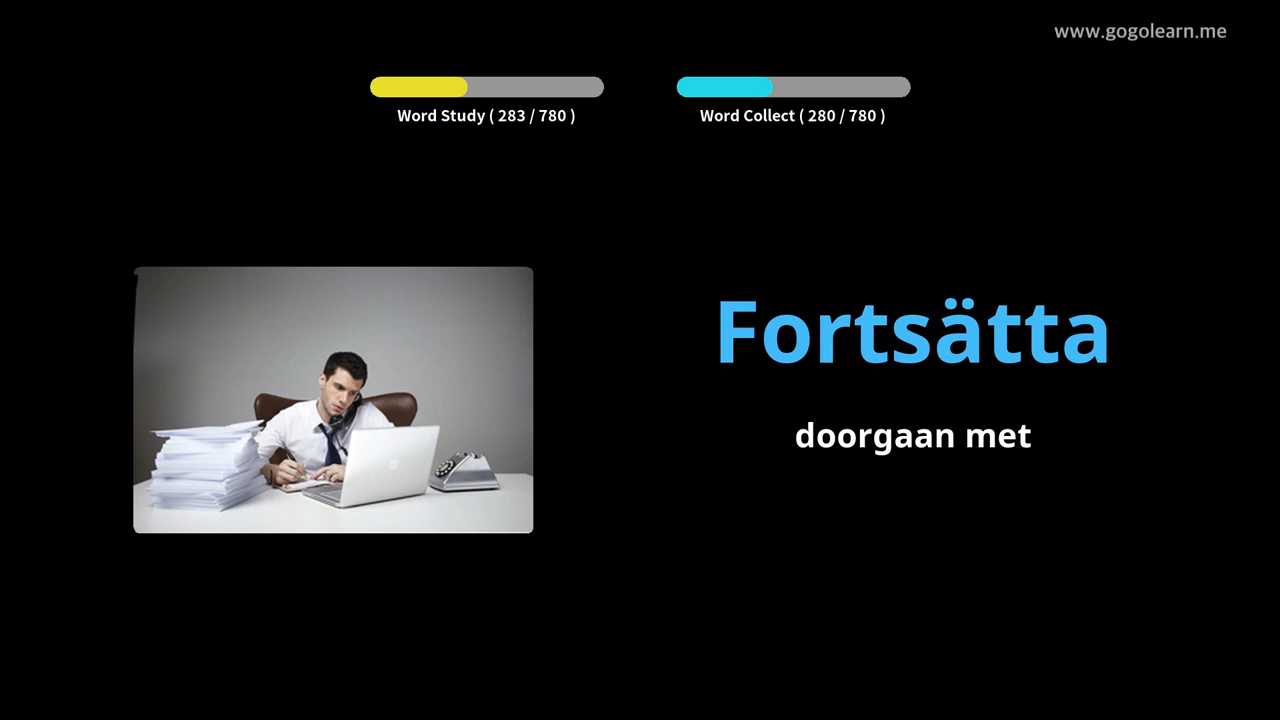 www.gogolearn.me
Word Study ( 283 / 780 )
Word Collect ( 280 / 780 )
Fortsätta
doorgaan met